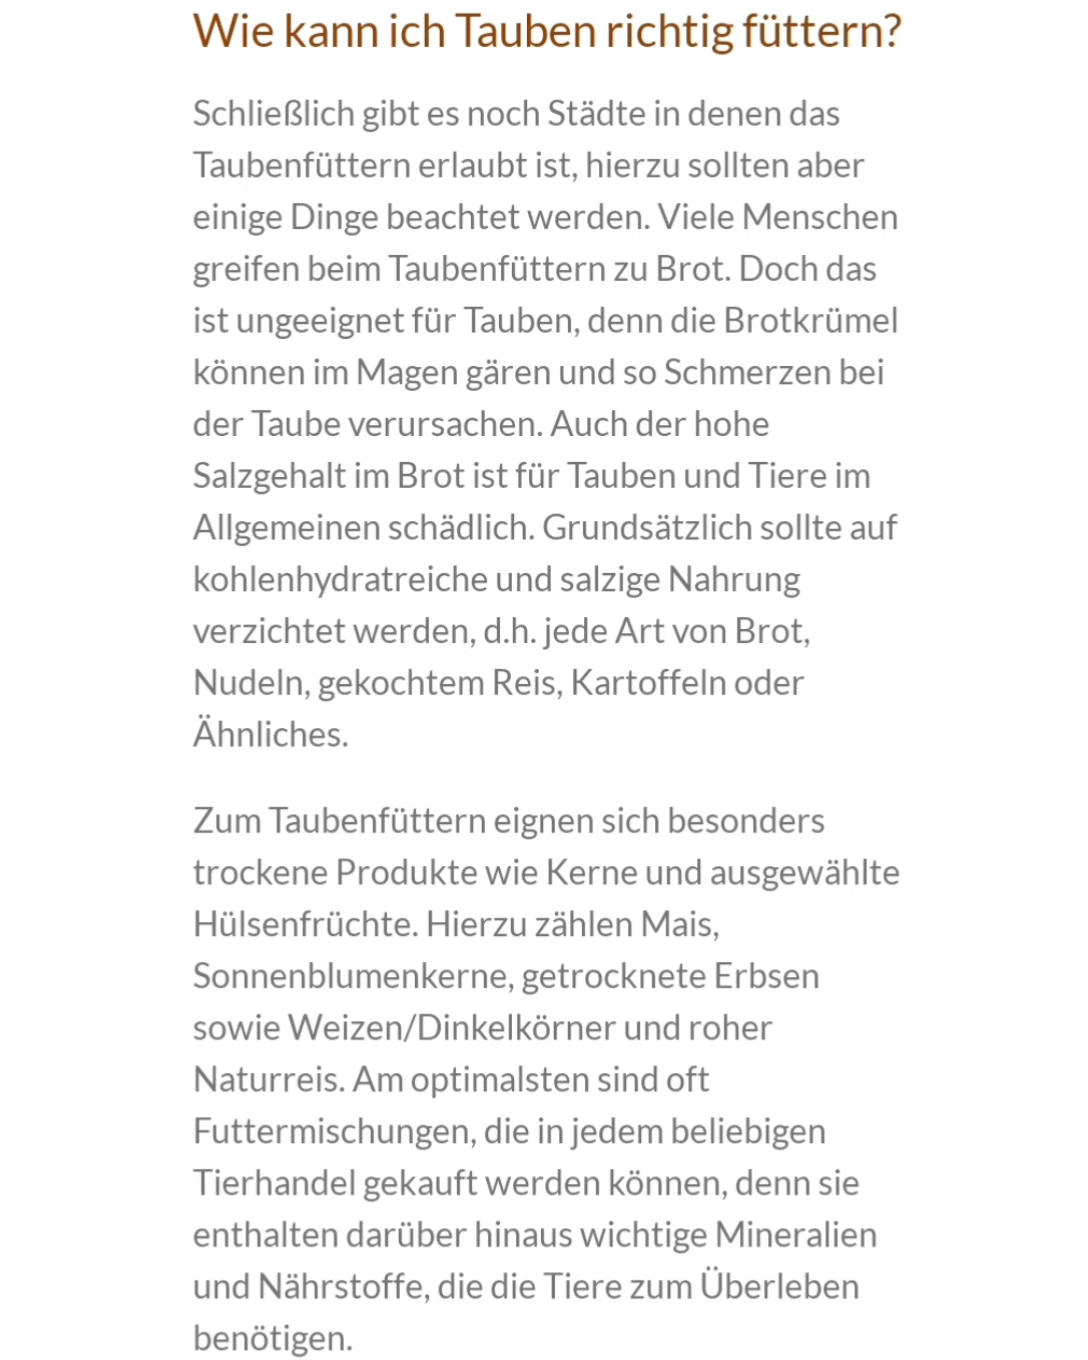 Wie kann ich Tauben richtig füttern?
Schließlich gibt es noch Städte in denen das
Taubenfüttern erlaubt ist, hierzu sollten aber
einige Dinge beachtet werden. Viele Menschen
greifen beim Taubenfüttern zu Brot. Doch das
ist ungeeignet für Tauben, denn die Brotkrümel
können im Magen gären und so Schmerzen bei
der Taube verursachen. Auch der hohe
Salzgehalt im Brot ist für Tauben und Tiere im
Allgemeinen schädlich. Grundsätzlich sollte auf
kohlenhydratreiche und salzige Nahrung
verzichtet werden, d.h. jede Art von Brot,
Nudeln, gekochtem Reis, Kartoffeln oder
Ähnliches.
Zum Taubenfüttern eignen sich besonders
trockene Produkte wie Kerne und ausgewählte
Hülsenfrüchte. Hierzu zählen Mais,
Sonnenblumenkerne, getrocknete Erbsen
sowie Weizen/Dinkelkörner und roher
Naturreis. Am optimalsten sind oft
Futtermischungen, die in jedem beliebigen
Tierhandel gekauft werden können, denn sie
enthalten darüber hinaus wichtige Mineralien
und Nährstoffe, die die Tiere zum Überleben
benötigen.